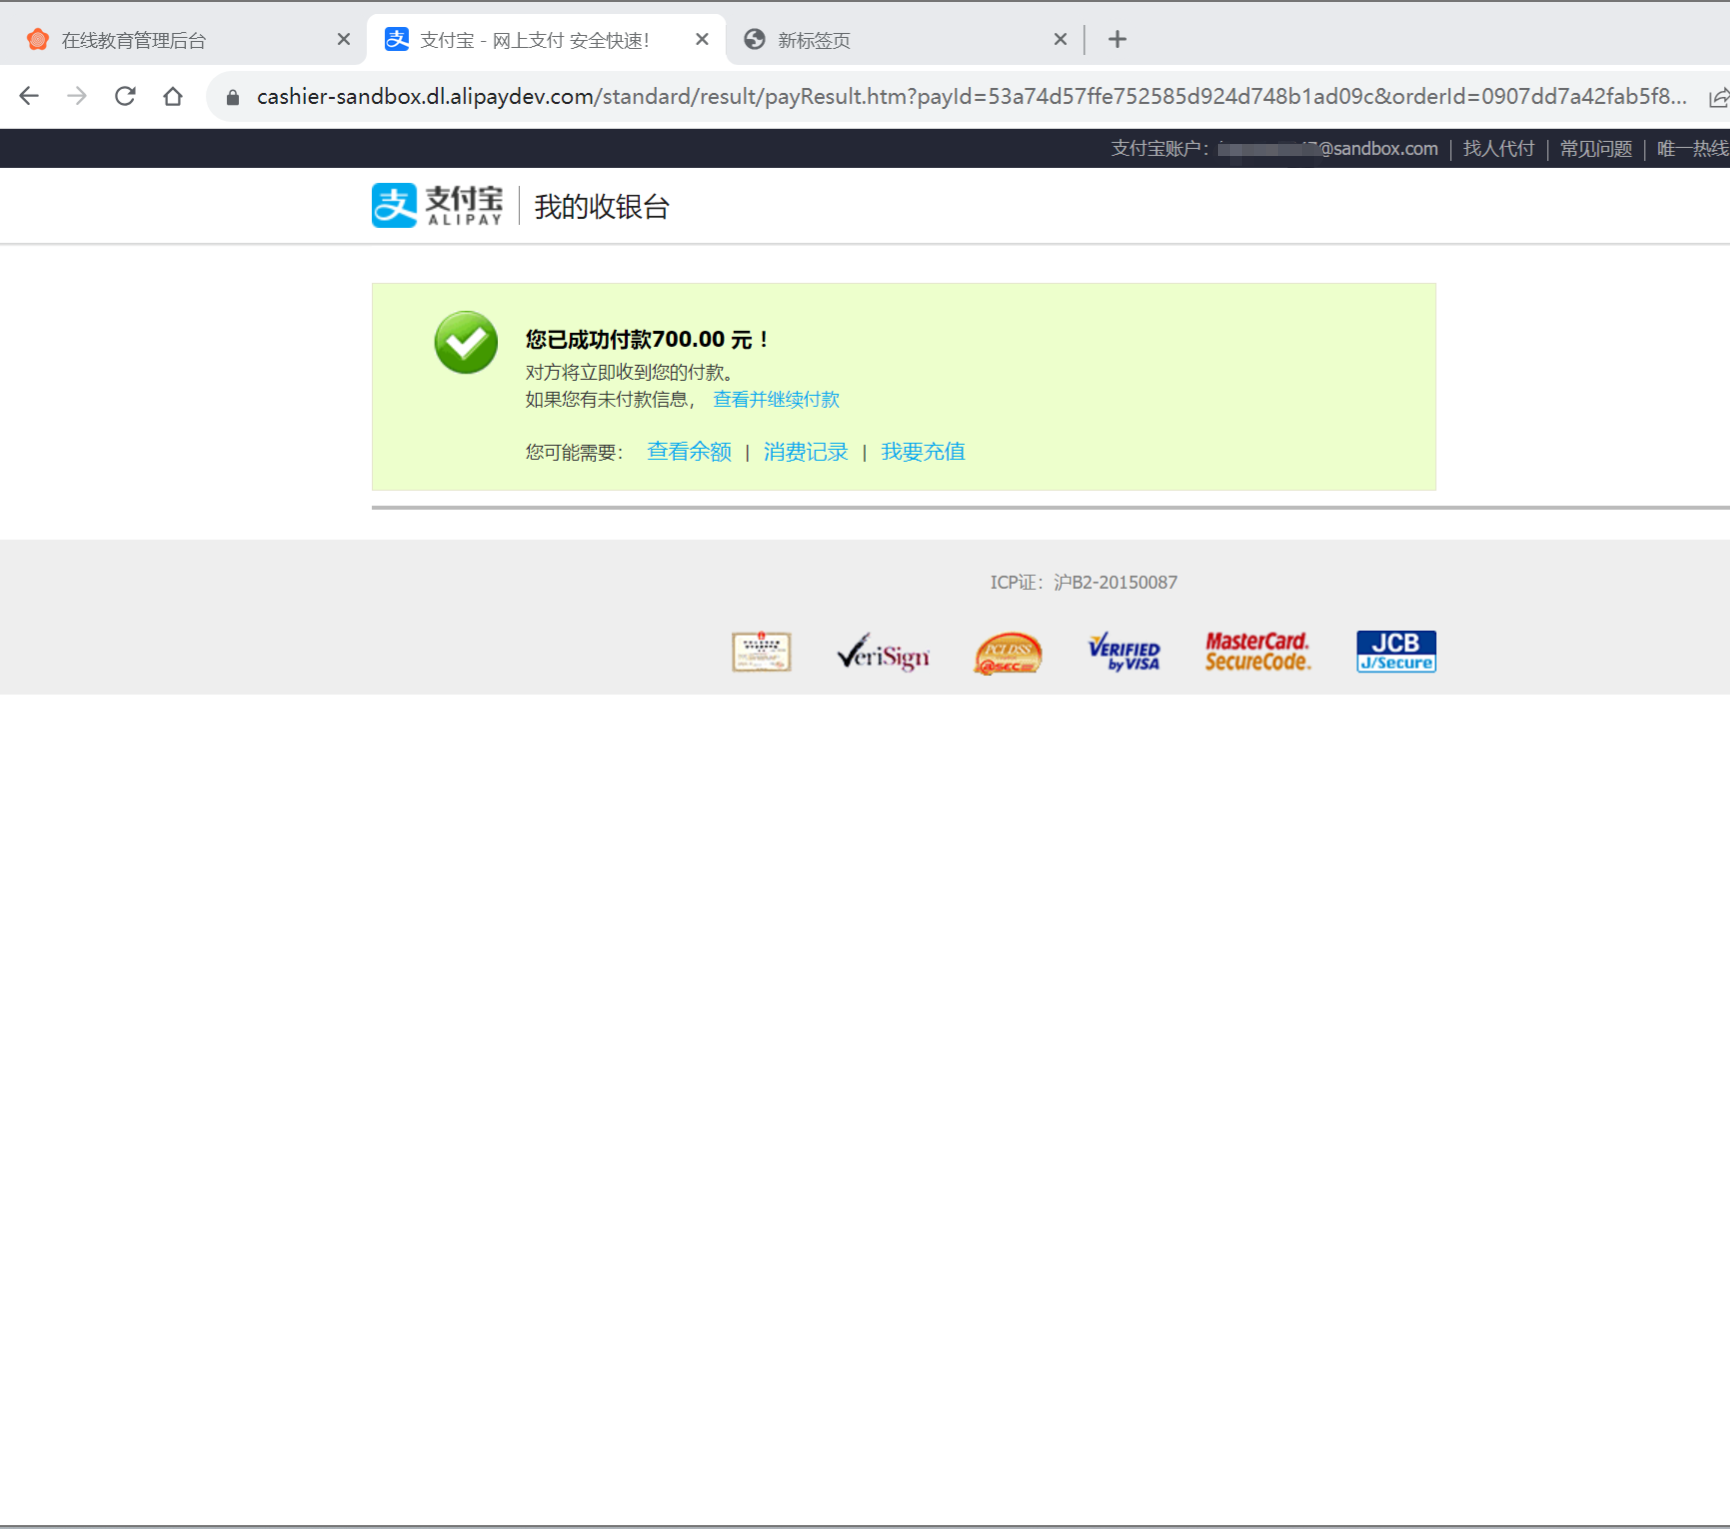 在线教育管理后台
支付宝 - 网上支付 安全快速!
新标签页
cashier-sandbox.dl.alipaydev.com/standard/result/payResult.htm?payId=53a74d57ffe752585d924d748b1ad09c&orderId=0907dd7a42fab5f8...
支付宝账户: @sandbox.com | 找人代付 | 常见问题 | 唯一热线
支付宝 ALIPAY | 我的收银台
您已成功付款700.00 元！
对方将立即收到您的付款。
如果您有未付款信息， 查看并继续付款
您可能需要： 查看余额 | 消费记录 | 我要充值
ICP证：沪B2-20150087
VeriSign
PCI DSS
@SEC
VERIFIED by VISA
MasterCard. SecureCode.
JCB
J/Secure